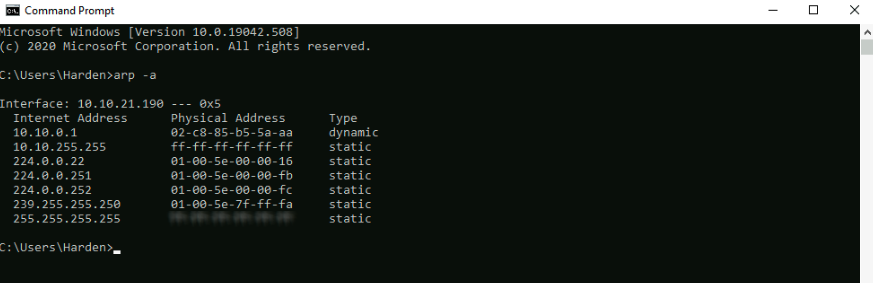 Command Prompt
Microsoft Windows [Version 10.0.19042.508]
(c) 2020 Microsoft Corporation. All rights reserved.
C:\Users\Harden>arp -a
Interface: 10.10.21.190 --- 0x5
Internet Address Physical Address Type
10.10.0.1 02-c8-85-b5-5a-aa dynamic
10.10.255.255 ff-ff-ff-ff-ff-ff static
224.0.0.22 01-00-5e-00-00-16 static
224.0.0.251 01-00-5e-00-00-fb static
224.0.0.252 01-00-5e-00-00-fc static
239.255.255.250 01-00-5e-7f-ff-fa static
255.255.255.255 static
C:\Users\Harden>